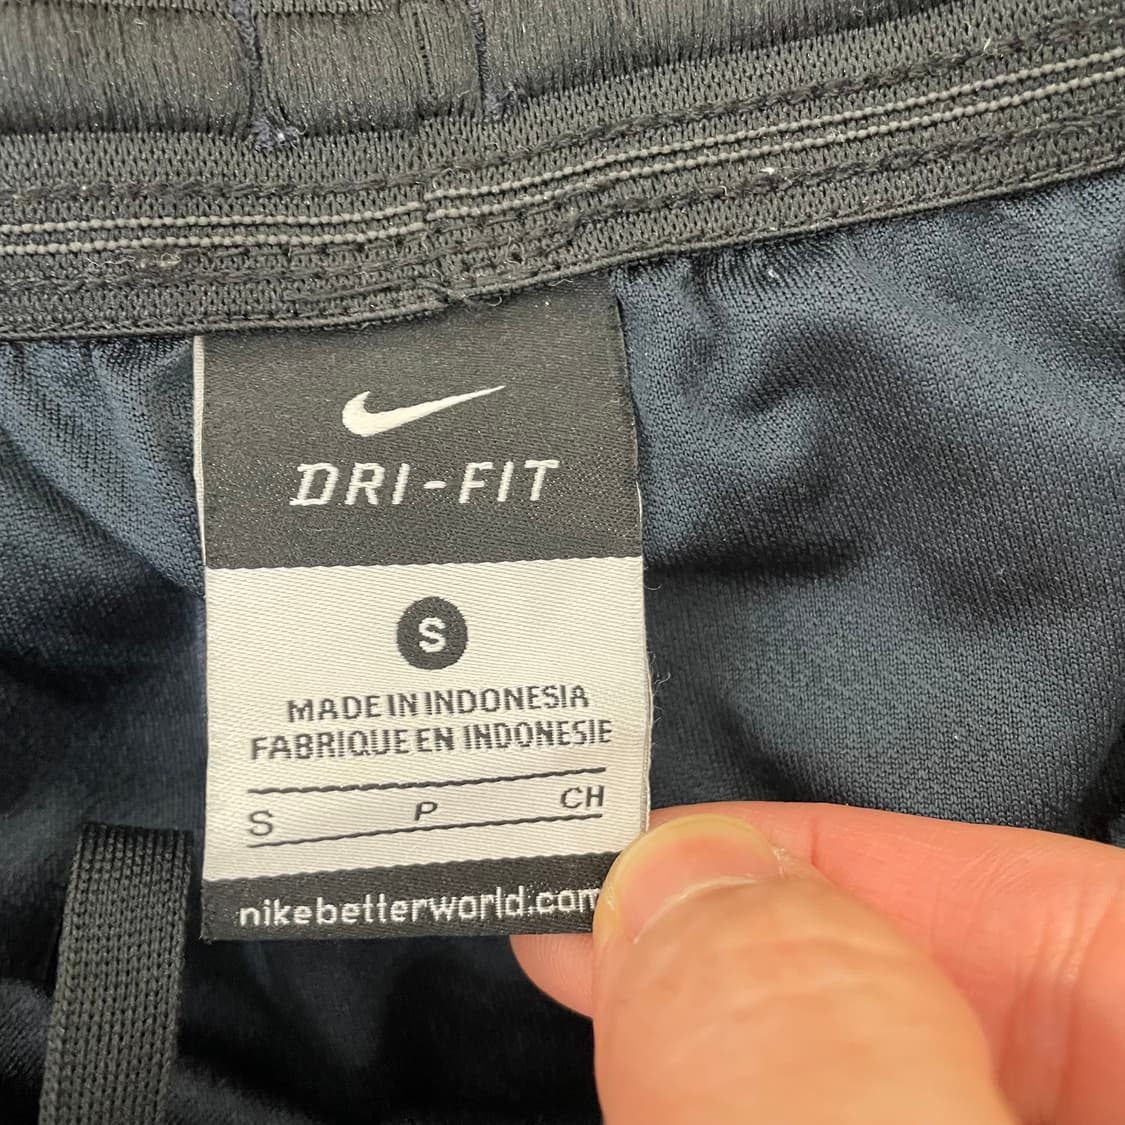 DRI-FIT
S
MADE IN INDONESIA
FABRIQUE EN INDONESIE
S P CH
nikebetterworld.com